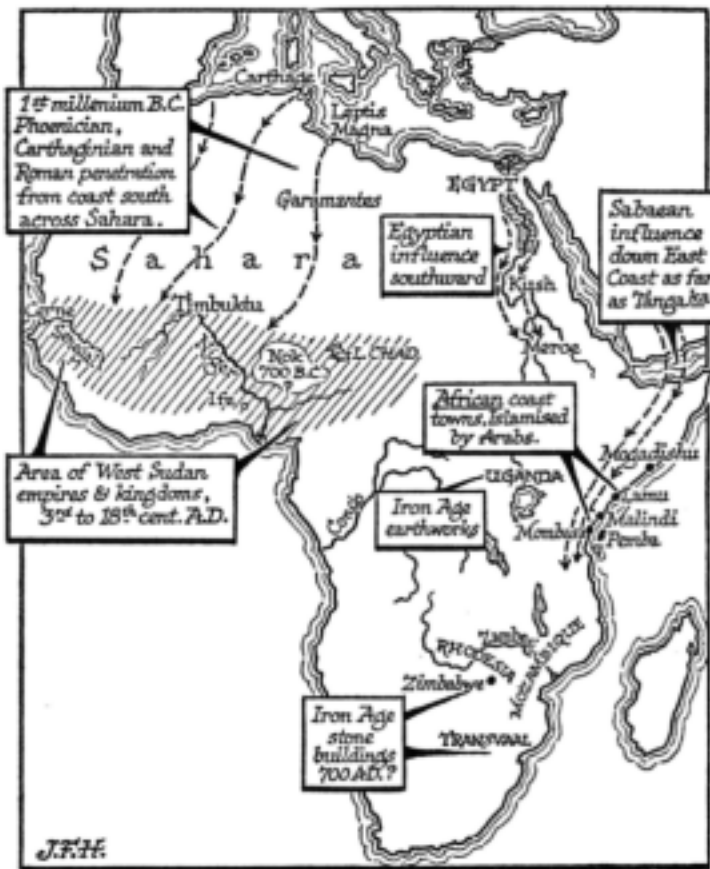 1st millenium B.C.
Phoenician,
Carthaginian and
Roman penetration
from coast south
across Sahara.
Carthage
Leptis
Magna
Garamantes
EGYPT
Egyptian
influence
southward
Sabaean
influence
down East
Coast as far
as
Sahara
Kush
Meroe
Timbuktu
Nok
700 B.C.
?
L. CHAD
Ife
African coast
towns, islamised
by Arabs.
Area of West Sudan
empires & kingdoms,
3rd to 18th cent. A.D.
Mogadishu
Lamu
Malindi
Pemba
Mombasa
UGANDA
Iron Age
earthworks
Congo
RHODESIA
MOZAMBIQUE
Zimbabwe
Iron Age
stone
buildings
700 A.D.?
TRANSVAAL
J.F.H.